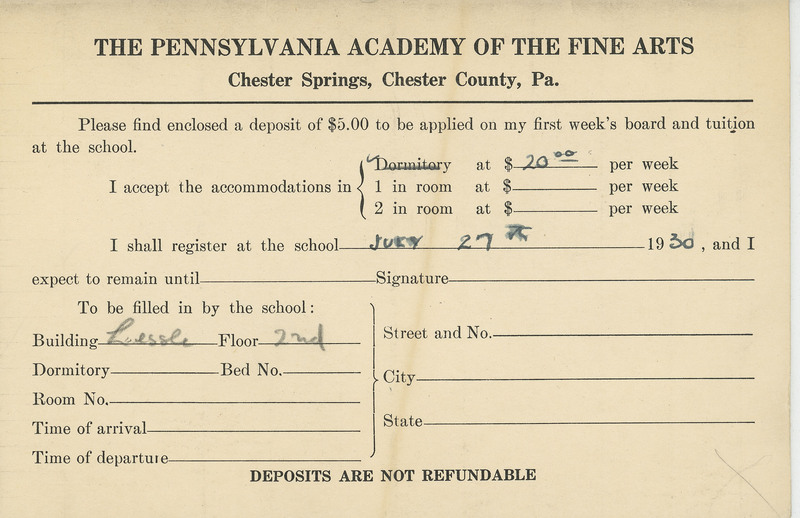 THE PENNSYLVANIA ACADEMY OF THE FINE ARTS
Chester Springs, Chester County, Pa.
Please find enclosed a deposit of $5.00 to be applied on my first week's board and tuition
at the school.
Dormitory at $ 20 00 per week
I accept the accommodations in 1 in room at $ per week
2 in room at $ per week
I shall register at the school JULY 27 TH 1930, and I
expect to remain until Signature
To be filled in by the school:
Building Floor 2nd
Street and No.
Dormitory Bed No.
City
Room No.
State
Time of arrival
Time of departure
DEPOSITS ARE NOT REFUNDABLE